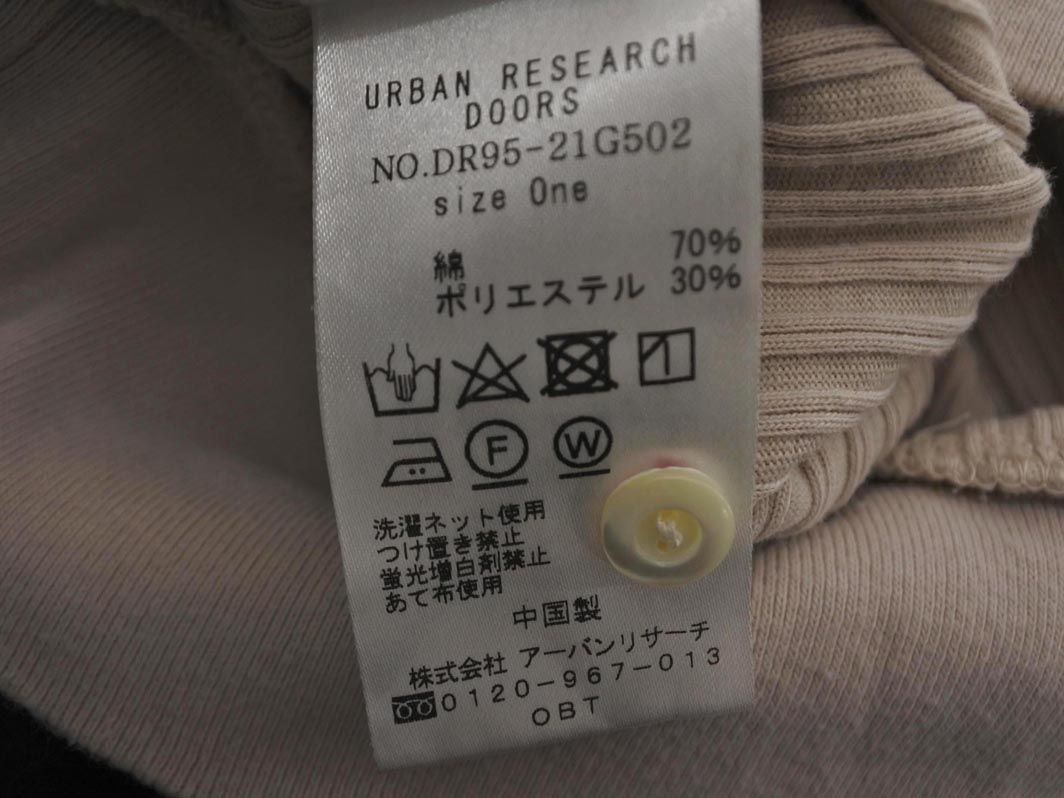 URBAN RESEARCH
DOORS
NO.DR95-21G502
size One
綿 70%
ポリエステル 30%
F W
洗濯ネット使用
つけ置き禁止
蛍光増白剤禁止
あて布使用
中国製
株式会社 アーバンリサーチ
0120-967-013
OBT